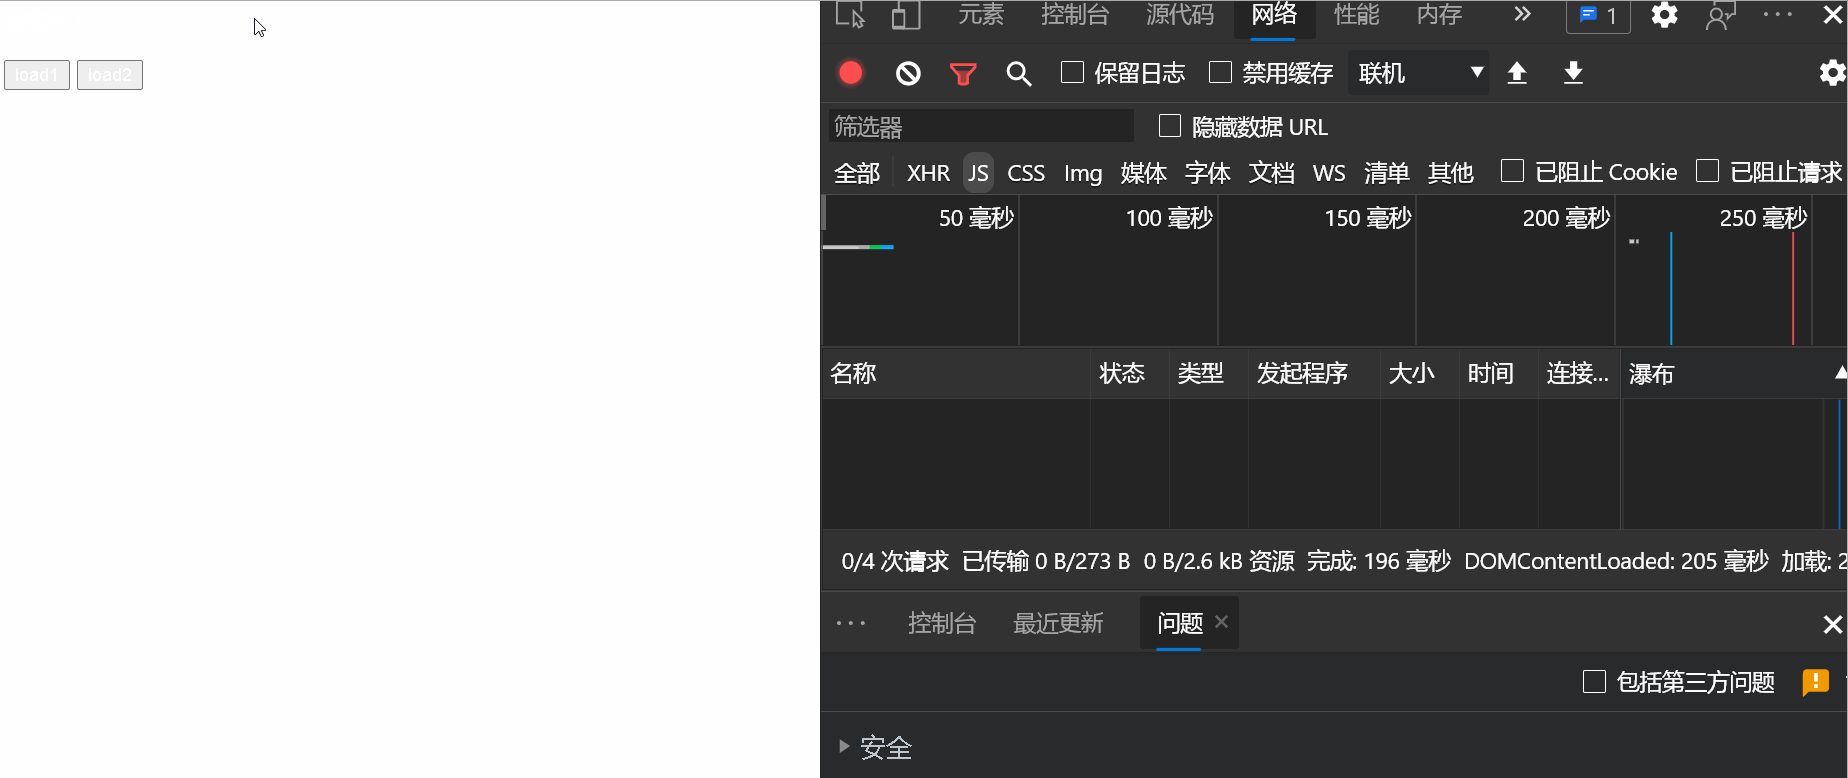 load1 load2
元素 控制台 源代码 网络 性能 内存 1
保留日志 禁用缓存 联机
筛选器 隐藏数据 URL
全部 XHR JS CSS Img 媒体 字体 文档 WS 清单 其他 已阻止 Cookie 已阻止请求
50 毫秒 100 毫秒 150 毫秒 200 毫秒 250 毫秒
名称 状态 类型 发起程序 大小 时间 连接... 瀑布
0/4 次请求 已传输 0 B/273 B 0 B/2.6 kB 资源 完成: 196 毫秒 DOMContentLoaded: 205 毫秒 加载: 2
控制台 最近更新 问题
包括第三方问题
安全